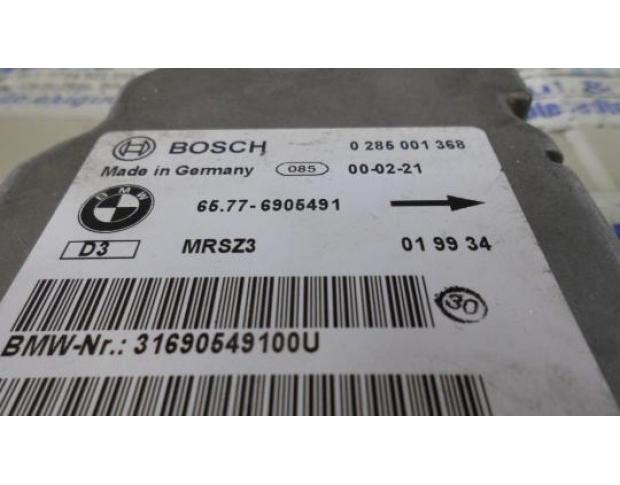 BOSCH 0 285 001 368
Made in Germany 085 00-02-21
BMW 65.77-6905491
D3 MRSZ3 01 99 34
30
BMW-Nr.: 31690549100U